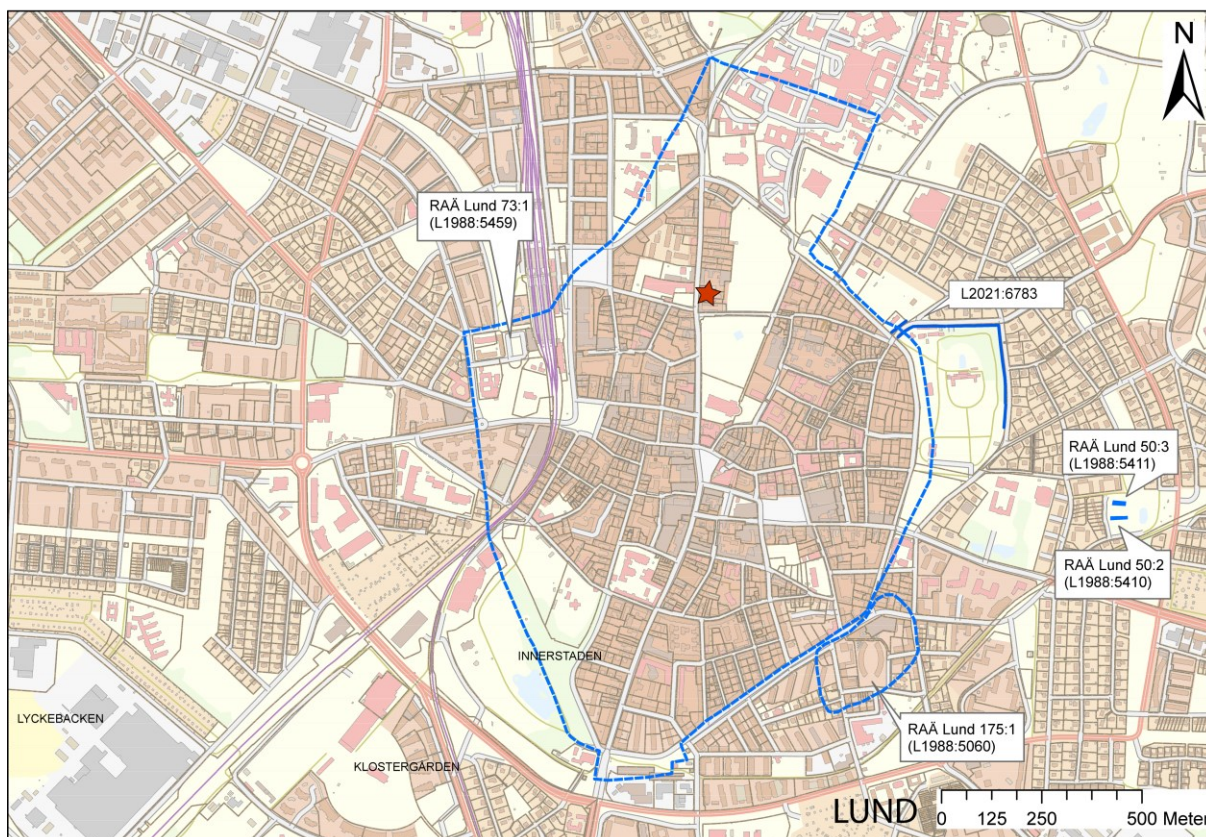 N
RAÄ Lund 73:1
(L1988:5459)
L2021:6783
RAÄ Lund 50:3
(L1988:5411)
RAÄ Lund 50:2
(L1988:5410)
INNERSTADEN
LYCKEBACKEN
RAÄ Lund 175:1
(L1988:5060)
KLOSTERGÅRDEN
LUND
0 125 250 500 Meter